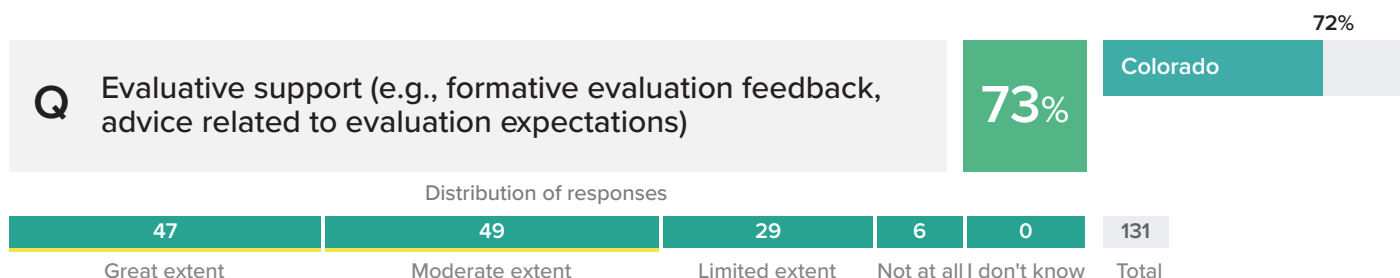 72%
Q Evaluative support (e.g., formative evaluation feedback,
advice related to evaluation expectations)
73%
Colorado
Distribution of responses
47 49 29 6 0 131
Great extent Moderate extent Limited extent Not at all I don't know Total